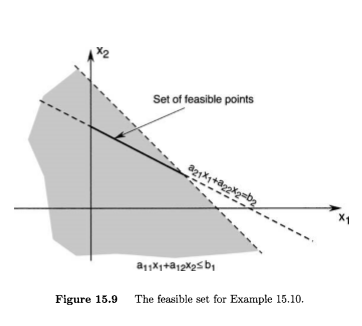 x₂
Set of feasible points
a₂₁x₁+a₂₂x₂=b₂
x₁
a₁₁x₁+a₁₂x₂≤b₁
Figure 15.9 The feasible set for Example 15.10.